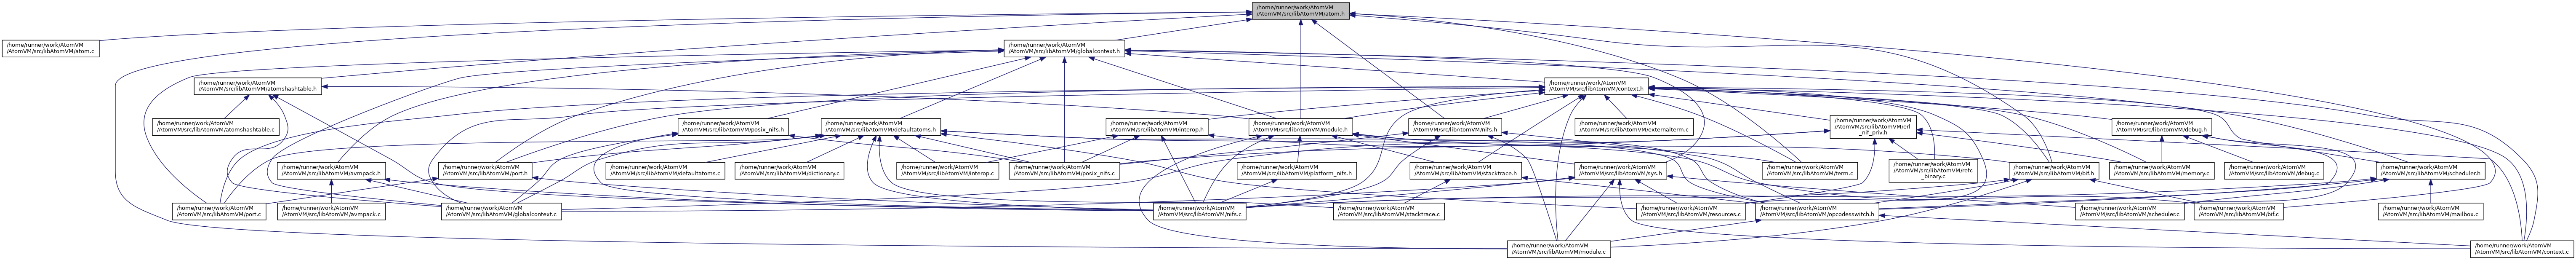 /home/runner/work/AtomVM
/AtomVM/src/libAtomVM/atom.h
/home/runner/work/AtomVM
/AtomVM/src/libAtomVM/atom.c
/home/runner/work/AtomVM
/AtomVM/src/libAtomVM/globalcontext.h
/home/runner/work/AtomVM
/AtomVM/src/libAtomVM/atomshashtable.h
/home/runner/work/AtomVM
/AtomVM/src/libAtomVM/context.h
/home/runner/work/AtomVM
/AtomVM/src/libAtomVM/atomshashtable.c
/home/runner/work/AtomVM
/AtomVM/src/libAtomVM/posix_nifs.h
/home/runner/work/AtomVM
/AtomVM/src/libAtomVM/defaultatoms.h
/home/runner/work/AtomVM
/AtomVM/src/libAtomVM/interop.h
/home/runner/work/AtomVM
/AtomVM/src/libAtomVM/module.h
/home/runner/work/AtomVM
/AtomVM/src/libAtomVM/nifs.h
/home/runner/work/AtomVM
/AtomVM/src/libAtomVM/externalterm.c
/home/runner/work/AtomVM
/AtomVM/src/libAtomVM/erl
_nif_priv.h
/home/runner/work/AtomVM
/AtomVM/src/libAtomVM/debug.h
/home/runner/work/AtomVM
/AtomVM/src/libAtomVM/avmpack.h
/home/runner/work/AtomVM
/AtomVM/src/libAtomVM/port.h
/home/runner/work/AtomVM
/AtomVM/src/libAtomVM/defaultatoms.c
/home/runner/work/AtomVM
/AtomVM/src/libAtomVM/dictionary.c
/home/runner/work/AtomVM
/AtomVM/src/libAtomVM/interop.c
/home/runner/work/AtomVM
/AtomVM/src/libAtomVM/posix_nifs.c
/home/runner/work/AtomVM
/AtomVM/src/libAtomVM/platform_nifs.h
/home/runner/work/AtomVM
/AtomVM/src/libAtomVM/stacktrace.h
/home/runner/work/AtomVM
/AtomVM/src/libAtomVM/sys.h
/home/runner/work/AtomVM
/AtomVM/src/libAtomVM/term.c
/home/runner/work/AtomVM
/AtomVM/src/libAtomVM/refc
_binary.c
/home/runner/work/AtomVM
/AtomVM/src/libAtomVM/bif.h
/home/runner/work/AtomVM
/AtomVM/src/libAtomVM/memory.c
/home/runner/work/AtomVM
/AtomVM/src/libAtomVM/debug.c
/home/runner/work/AtomVM
/AtomVM/src/libAtomVM/scheduler.h
/home/runner/work/AtomVM
/AtomVM/src/libAtomVM/port.c
/home/runner/work/AtomVM
/AtomVM/src/libAtomVM/avmpack.c
/home/runner/work/AtomVM
/AtomVM/src/libAtomVM/globalcontext.c
/home/runner/work/AtomVM
/AtomVM/src/libAtomVM/nifs.c
/home/runner/work/AtomVM
/AtomVM/src/libAtomVM/stacktrace.c
/home/runner/work/AtomVM
/AtomVM/src/libAtomVM/resources.c
/home/runner/work/AtomVM
/AtomVM/src/libAtomVM/opcodesswitch.h
/home/runner/work/AtomVM
/AtomVM/src/libAtomVM/scheduler.c
/home/runner/work/AtomVM
/AtomVM/src/libAtomVM/bif.c
/home/runner/work/AtomVM
/AtomVM/src/libAtomVM/mailbox.c
/home/runner/work/AtomVM
/AtomVM/src/libAtomVM/module.c
/home/runner/work/AtomVM
/AtomVM/src/libAtomVM/context.c